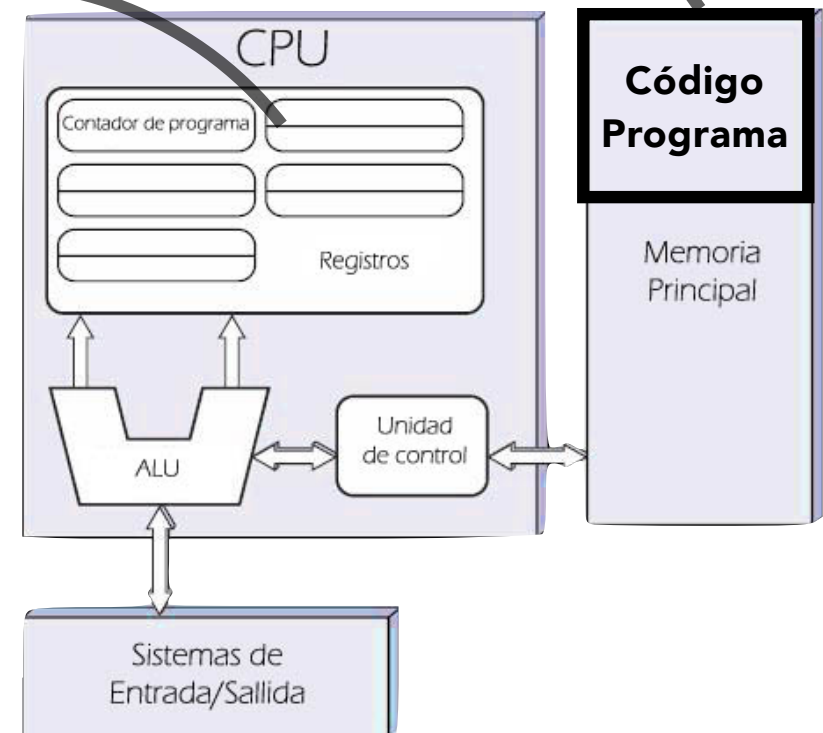 CPU
Contador de programa
Registros
ALU
Unidad
de control
Código
Programa
Memoria
Principal
Sistemas de
Entrada/Sallida